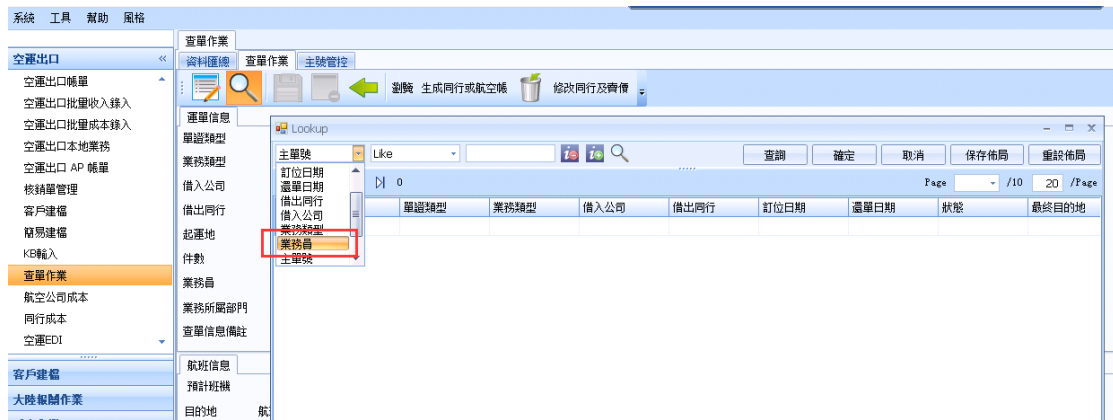 系統 工具 幫助 風格
查單作業
空運出口 «
資料匯總 查單作業 主號管控
空運出口帳單
空運出口批量收入錄入
空運出口批量成本錄入
空運出口本地業務
空運出口 AP 帳單
核銷單管理
客戶建檔
簡易建檔
KB輸入
查單作業
航空公司成本
同行成本
空運EDI
客戶建檔
大陸報關作業
瀏覽 生成同行或航空帳 修改同行及賣價
運單信息
單證類型
業務類型
借入公司
借出同行
起運地
件數
業務員
業務所屬部門
查單信息備註
航班信息
預計班機
目的地 航
Lookup
主單號 Like 查詢 確定 取消 保存佈局 重設佈局
訂位日期
還單日期
借出同行
借入公司
業務類型
業務員
主單號
0 Page /10 20 /Page
單證類型 業務類型 借入公司 借出同行 訂位日期 還單日期 狀態 最終目的地